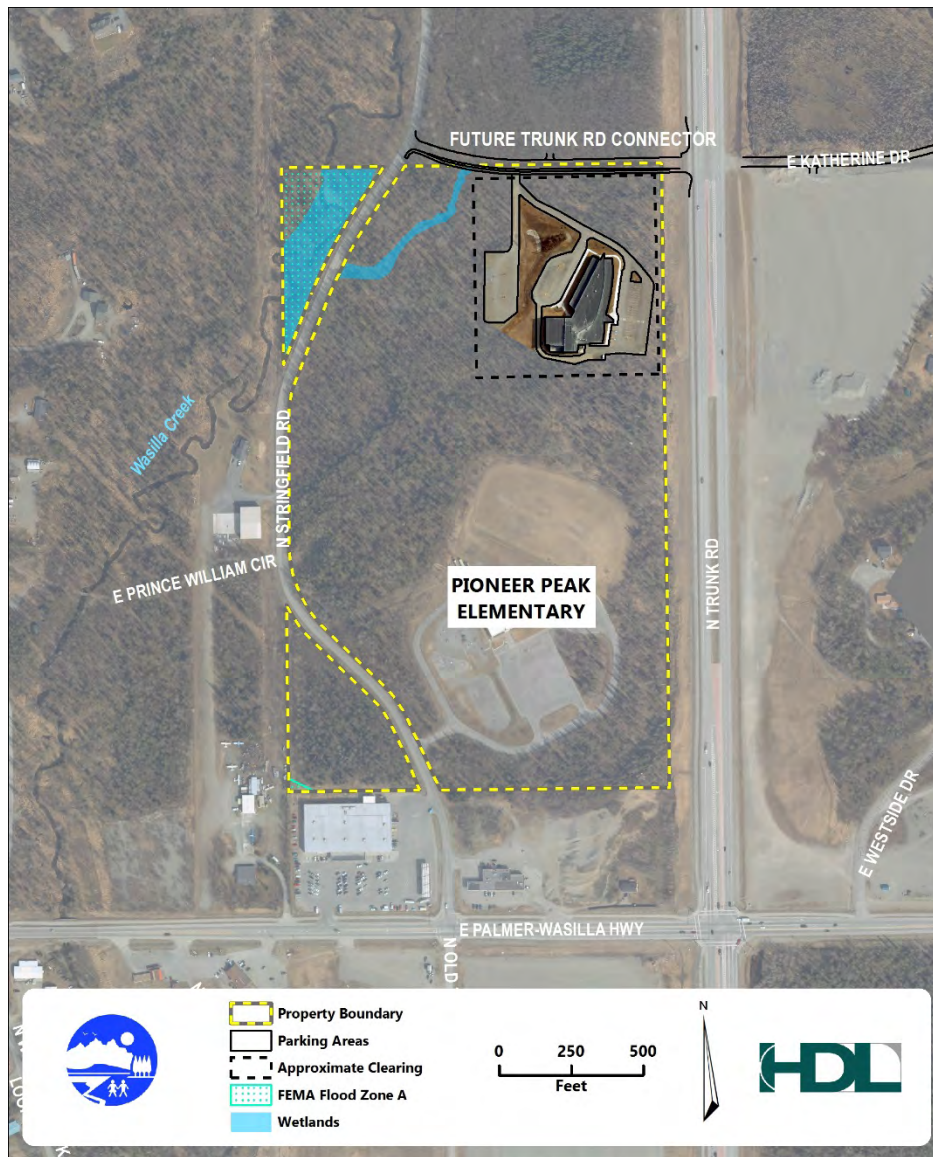 FUTURE TRUNK RD CONNECTOR
E KATHERINE DR
Wasilla Creek
N STRINGFIELD RD
E PRINCE WILLIAM CIR
PIONEER PEAK
ELEMENTARY
N TRUNK RD
E WESTSIDE DR
E PALMER-WASILLA HWY
N OLD
Property Boundary
Parking Areas
Approximate Clearing
FEMA Flood Zone A
Wetlands
0 250 500
Feet
N
HDL